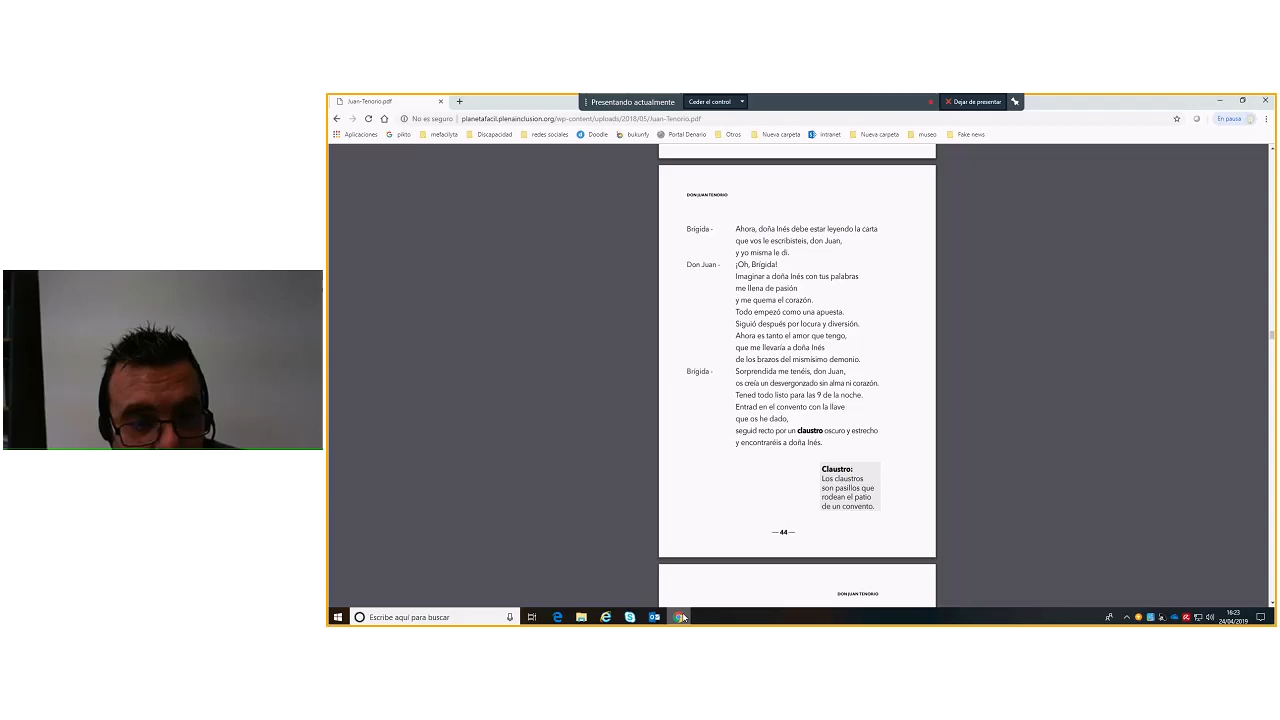 Juan-Tenorio.pdf
Presentando actualmente
Ceder el control
Dejar de presentar
No es seguro
planetafacil.plenainclusion.org/wp-content/uploads/2018/05/Juan-Tenorio.pdf
En pausa
Aplicaciones
pikto
mefacilyta
Discapacidad
redes sociales
Doodle
bukunfy
Portal Denario
Otros
Nueva carpeta
intranet
Nueva carpeta
museo
Fake news
DON JUAN TENORIO
Brígida - Ahora, doña Inés debe estar leyendo la carta
que vos le escribisteis, don Juan,
y yo misma le di.
Don Juan - ¡Oh, Brígida!
Imaginar a doña Inés con tus palabras
me llena de pasión
y me quema el corazón.
Todo empezó como una apuesta.
Siguió después por locura y diversión.
Ahora es tanto el amor que tengo,
que me llevaría a doña Inés
de los brazos del mismísimo demonio.
Brígida - Sorprendida me tenéis, don Juan,
os creía un desvergonzado sin alma ni corazón.
Tened todo listo para las 9 de la noche.
Entrad en el convento con la llave
que os he dado,
seguid recto por un claustro oscuro y estrecho
y encontraréis a doña Inés.
Claustro:
Los claustros
son pasillos que
rodean el patio
de un convento.
— 44 —
DON JUAN TENORIO
Escribe aquí para buscar
16:23
24/04/2019